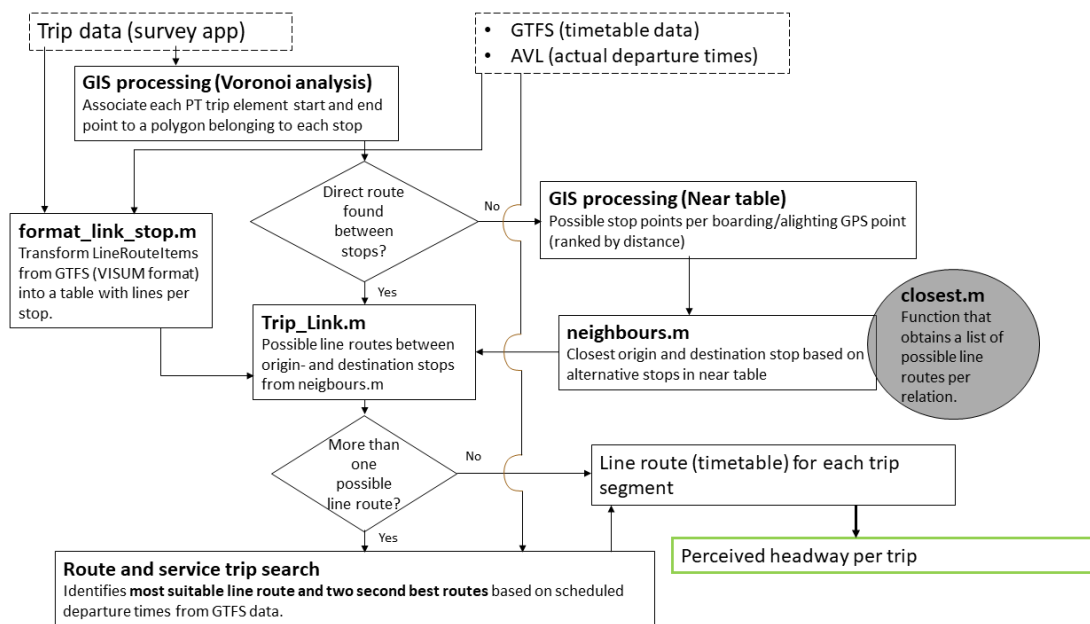 Trip data (survey app)
• GTFS (timetable data)
• AVL (actual departure times)
GIS processing (Voronoi analysis)
Associate each PT trip element start and end
point to a polygon belonging to each stop
Direct route
found
between
stops?
No
Yes
GIS processing (Near table)
Possible stop points per boarding/alighting GPS point
(ranked by distance)
format_link_stop.m
Transform LineRouteItems
from GTFS (VISUM format)
into a table with lines per
stop.
closest.m
Function that
obtains a list of
possible line
routes per
relation.
Trip_Link.m
Possible line routes between
origin- and destination stops
from neigbours.m
neighbours.m
Closest origin and destination stop based on
alternative stops in near table
More than
one
possible
line route?
No
Yes
Line route (timetable) for each trip
segment
Perceived headway per trip
Route and service trip search
Identifies most suitable line route and two second best routes based on scheduled
departure times from GTFS data.